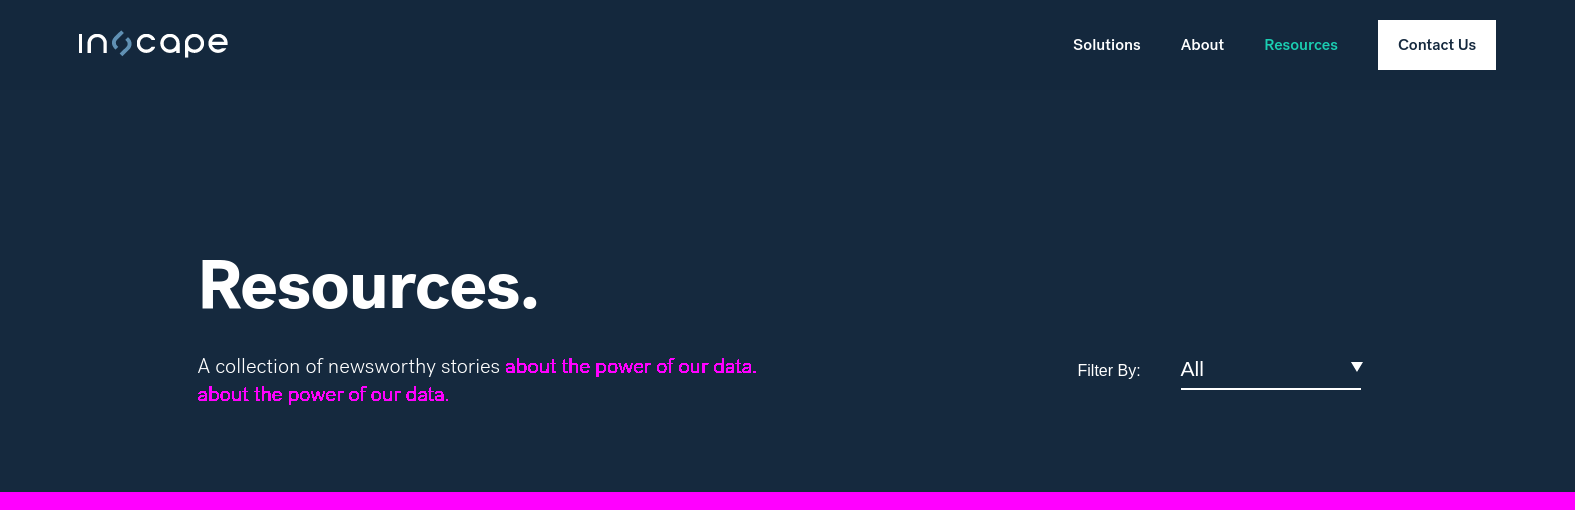 inscape
Solutions
About
Resources
Contact Us
Resources.
A collection of newsworthy stories about the power of our data.
about the power of our data.
Filter By:
All